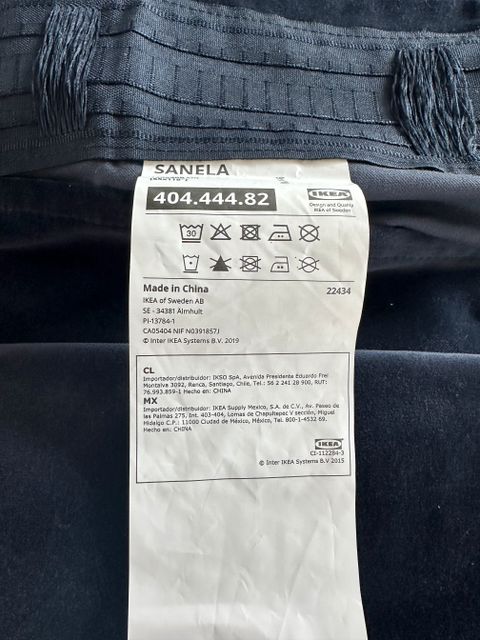 SANELA
404.444.82
IKEA
Design and Quality
IKEA of Sweden
30
Made in China
22434
IKEA of Sweden AB
SE - 34381 Älmhult
PI-13784-1
CA05404 NIF N0391857J
© Inter IKEA Systems B.V. 2019
CL
Importador/distribuidor: IKSO SpA, Avenida Presidente Eduardo Frei
Montalva 3092, Renca, Santiago, Chile, Tel.: 56 2 241 28 900, RUT:
76.993.859-1 Hecho en: CHINA
MX
Importador/distribuidor: IKEA Supply Mexico, S.A. de C.V., Av. Paseo de
las Palmas 275, Int. 403-404, Lomas de Chapultepec V sección, Miguel
Hidalgo C.P.: 11000 Ciudad de México, México, Tel. 800-1-4532 69.
Hecho en: CHINA
IKEA
CI-112284-3
© Inter IKEA Systems B.V 2015